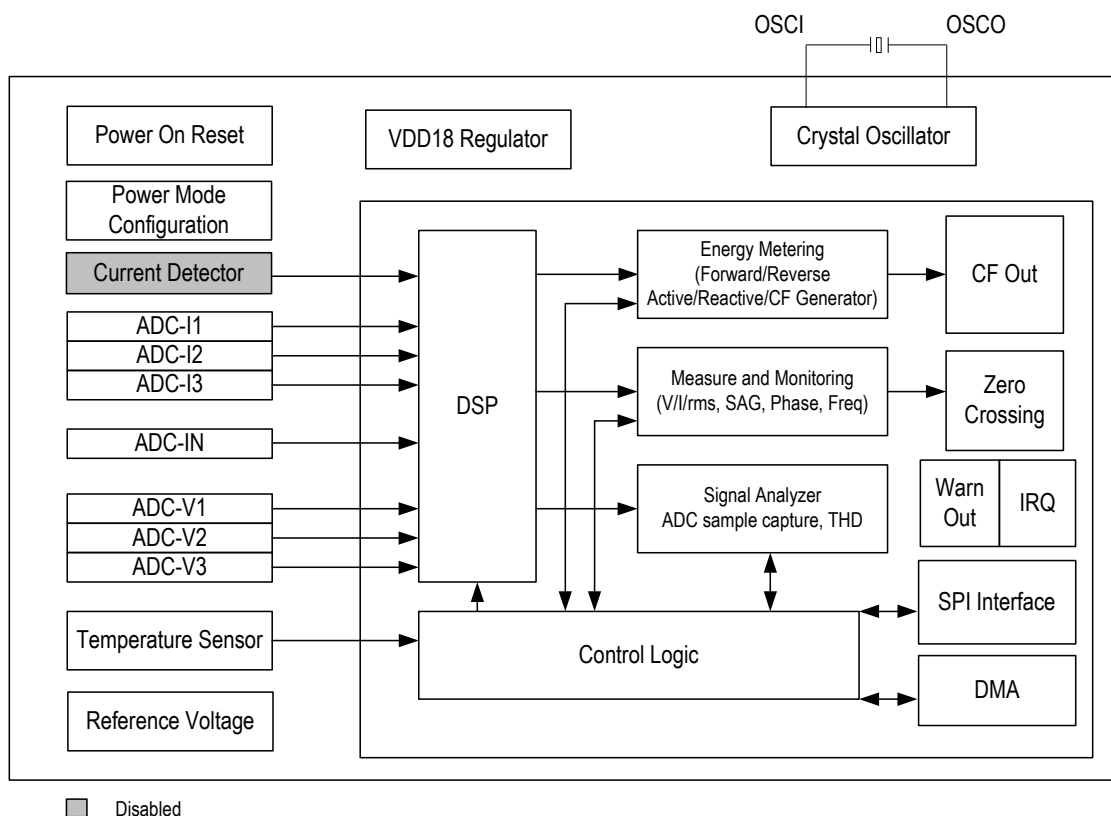 OSCI
OSCO
Power On Reset
VDD18 Regulator
Crystal Oscillator
Power Mode
Configuration
Current Detector
ADC-I1
ADC-I2
ADC-I3
ADC-IN
ADC-V1
ADC-V2
ADC-V3
Temperature Sensor
Reference Voltage
DSP
Energy Metering
(Forward/Reverse
Active/Reactive/CF Generator)
CF Out
Measure and Monitoring
(V/I/rms, SAG, Phase, Freq)
Zero
Crossing
Signal Analyzer
ADC sample capture, THD
Warn
Out
IRQ
Control Logic
SPI Interface
DMA
Disabled